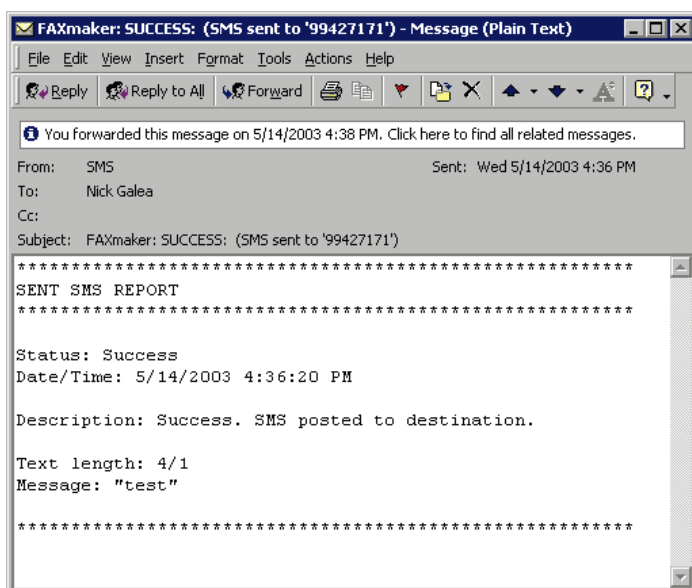 FAXmaker: SUCCESS: (SMS sent to '99427171') - Message (Plain Text)
File Edit View Insert Format Tools Actions Help
Reply Reply to All Forward
You forwarded this message on 5/14/2003 4:38 PM. Click here to find all related messages.
From: SMS Sent: Wed 5/14/2003 4:36 PM
To: Nick Galea
Cc:
Subject: FAXmaker: SUCCESS: (SMS sent to '99427171')
*********************************************************
SENT SMS REPORT
*********************************************************
Status: Success
Date/Time: 5/14/2003 4:36:20 PM
Description: Success. SMS posted to destination.
Text length: 4/1
Message: "test"
*********************************************************